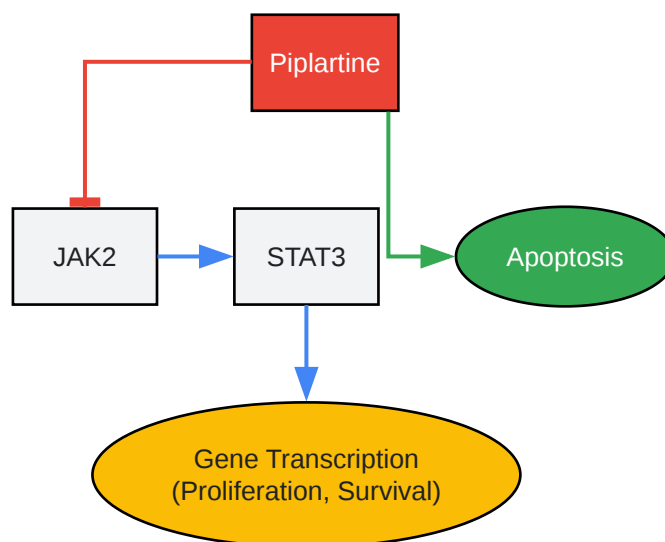 Piplartine
JAK2
STAT3
Apoptosis
Gene Transcription
(Proliferation, Survival)